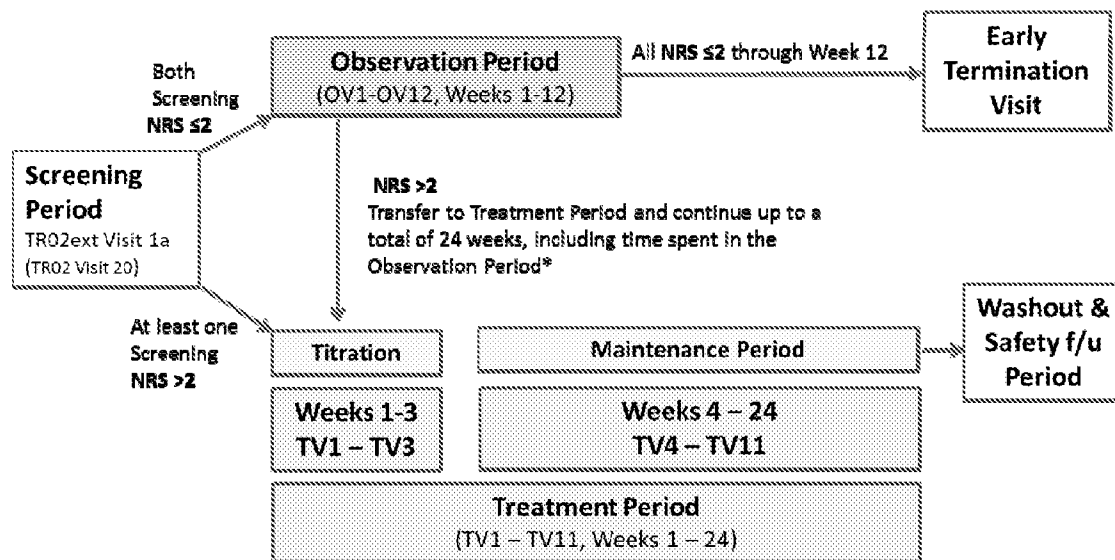 Both
Screening
NRS ≤2
Observation Period
(OV1-OV12, Weeks 1-12)
All NRS ≤2 through Week 12
Early
Termination
Visit
Screening
Period
TR02ext Visit 1a
(TR02 Visit 20)
NRS >2
Transfer to Treatment Period and continue up to a
total of 24 weeks, including time spent in the
Observation Period*
At least one
Screening
NRS >2
Titration
Maintenance Period
Washout &
Safety f/u
Period
Weeks 1-3
TV1 – TV3
Weeks 4 – 24
TV4 – TV11
Treatment Period
(TV1 – TV11, Weeks 1 – 24)